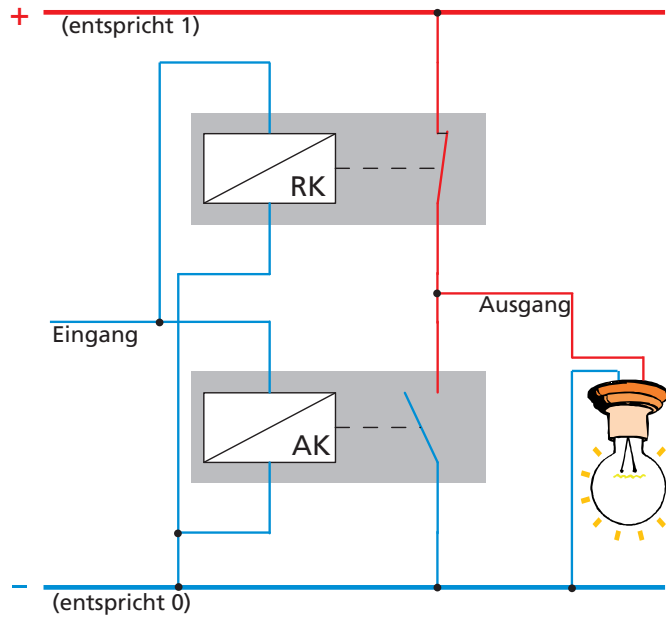 +
(entspricht 1)
RK
Ausgang
Eingang
AK
−
(entspricht 0)